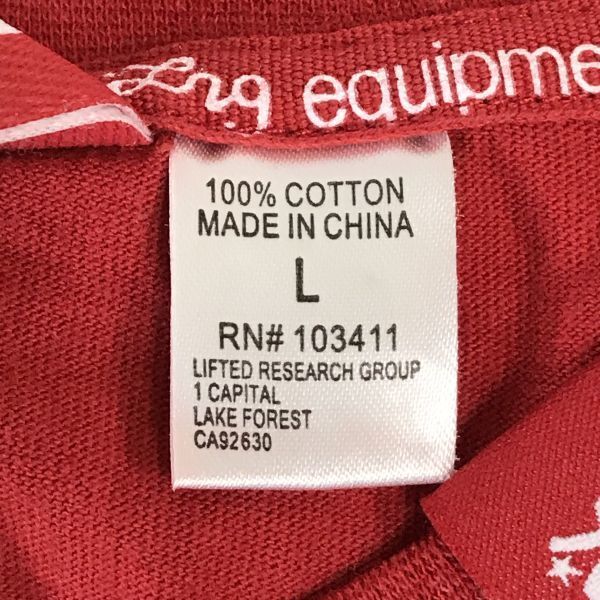 equipme
100% COTTON
MADE IN CHINA
L
RN# 103411
LIFTED RESEARCH GROUP
1 CAPITAL
LAKE FOREST
CA92630